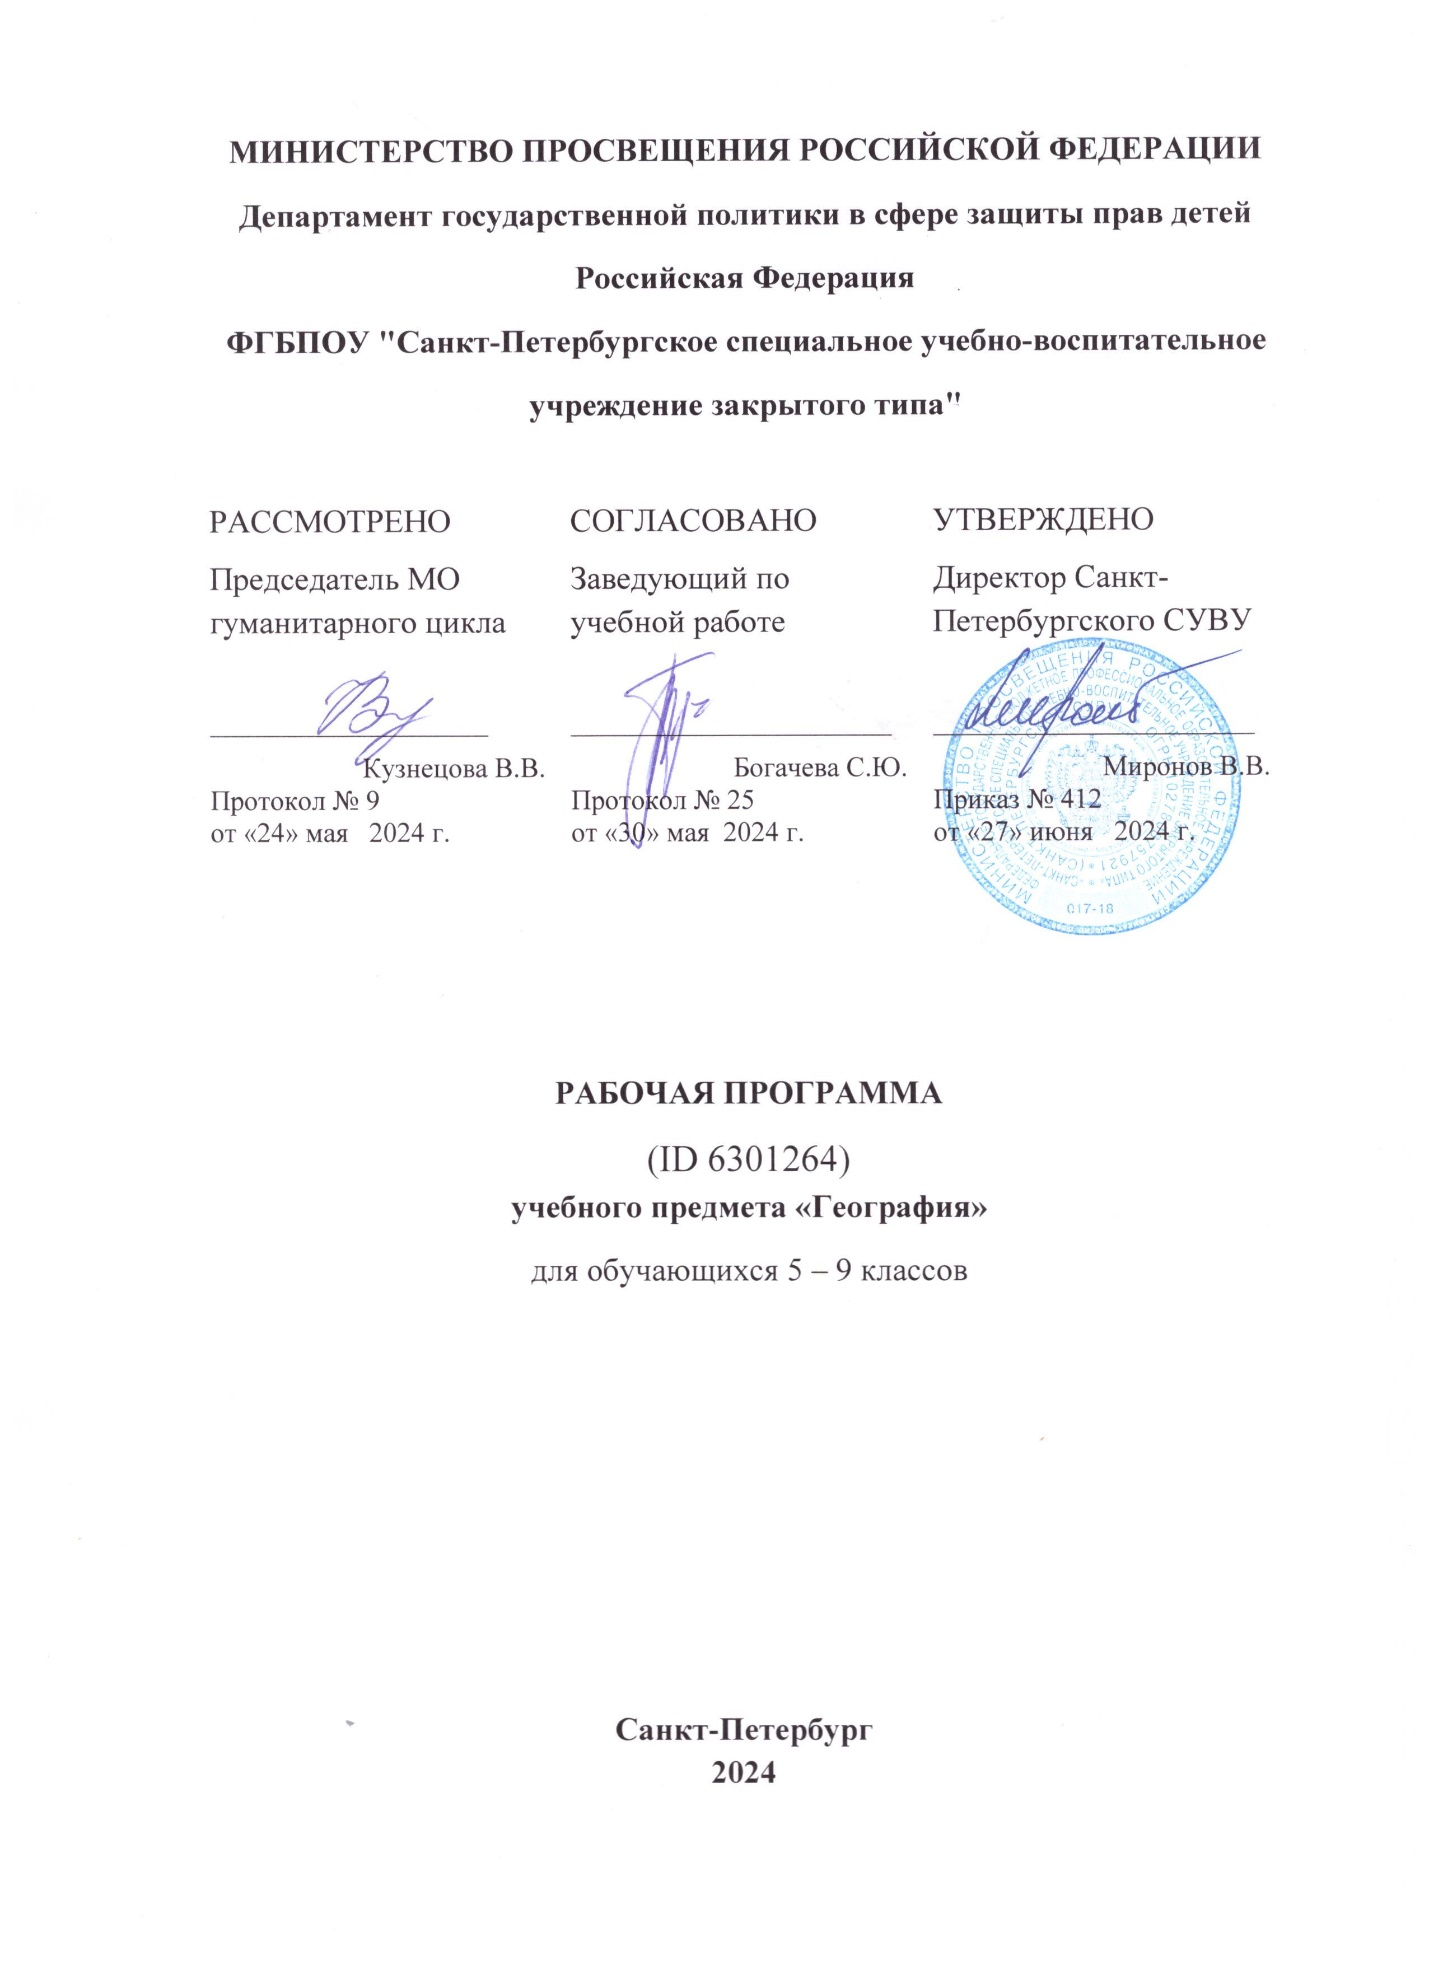 МИНИСТЕРСТВО ПРОСВЕЩЕНИЯ РОССИЙСКОЙ ФЕДЕРАЦИИ
Департамент государственной политики в сфере защиты прав детей
Российская Федерация
ФГБПОУ "Санкт-Петербургское специальное учебно-воспитательное
учреждение закрытого типа"
РАССМОТРЕНО
Председатель МО
гуманитарного цикла
Кузнецова В.В.
Протокол № 9
от «24» мая 2024 г.
СОГЛАСОВАНО
Заведующий по
учебной работе
Богачева С.Ю.
Протокол № 25
от «30» мая 2024 г.
УТВЕРЖДЕНО
Директор Санкт-
Петербургского СУВУ
Миронов В.В.
Приказ № 412
от «27» июня 2024 г.
017-18
РАБОЧАЯ ПРОГРАММА
(ID 6301264)
учебного предмета «География»
для обучающихся 5 – 9 классов
Санкт-Петербург
2024